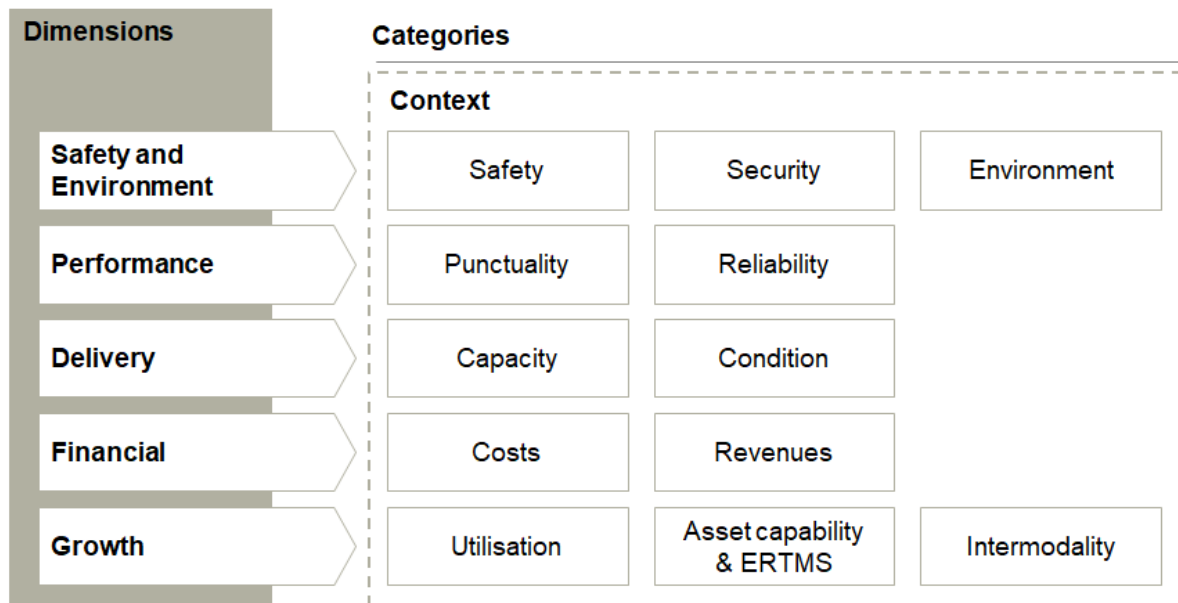 Dimensions
Categories
Context
Safety and
Environment
Safety
Security
Environment
Performance
Punctuality
Reliability
Delivery
Capacity
Condition
Financial
Costs
Revenues
Growth
Utilisation
Asset capability
& ERTMS
Intermodality